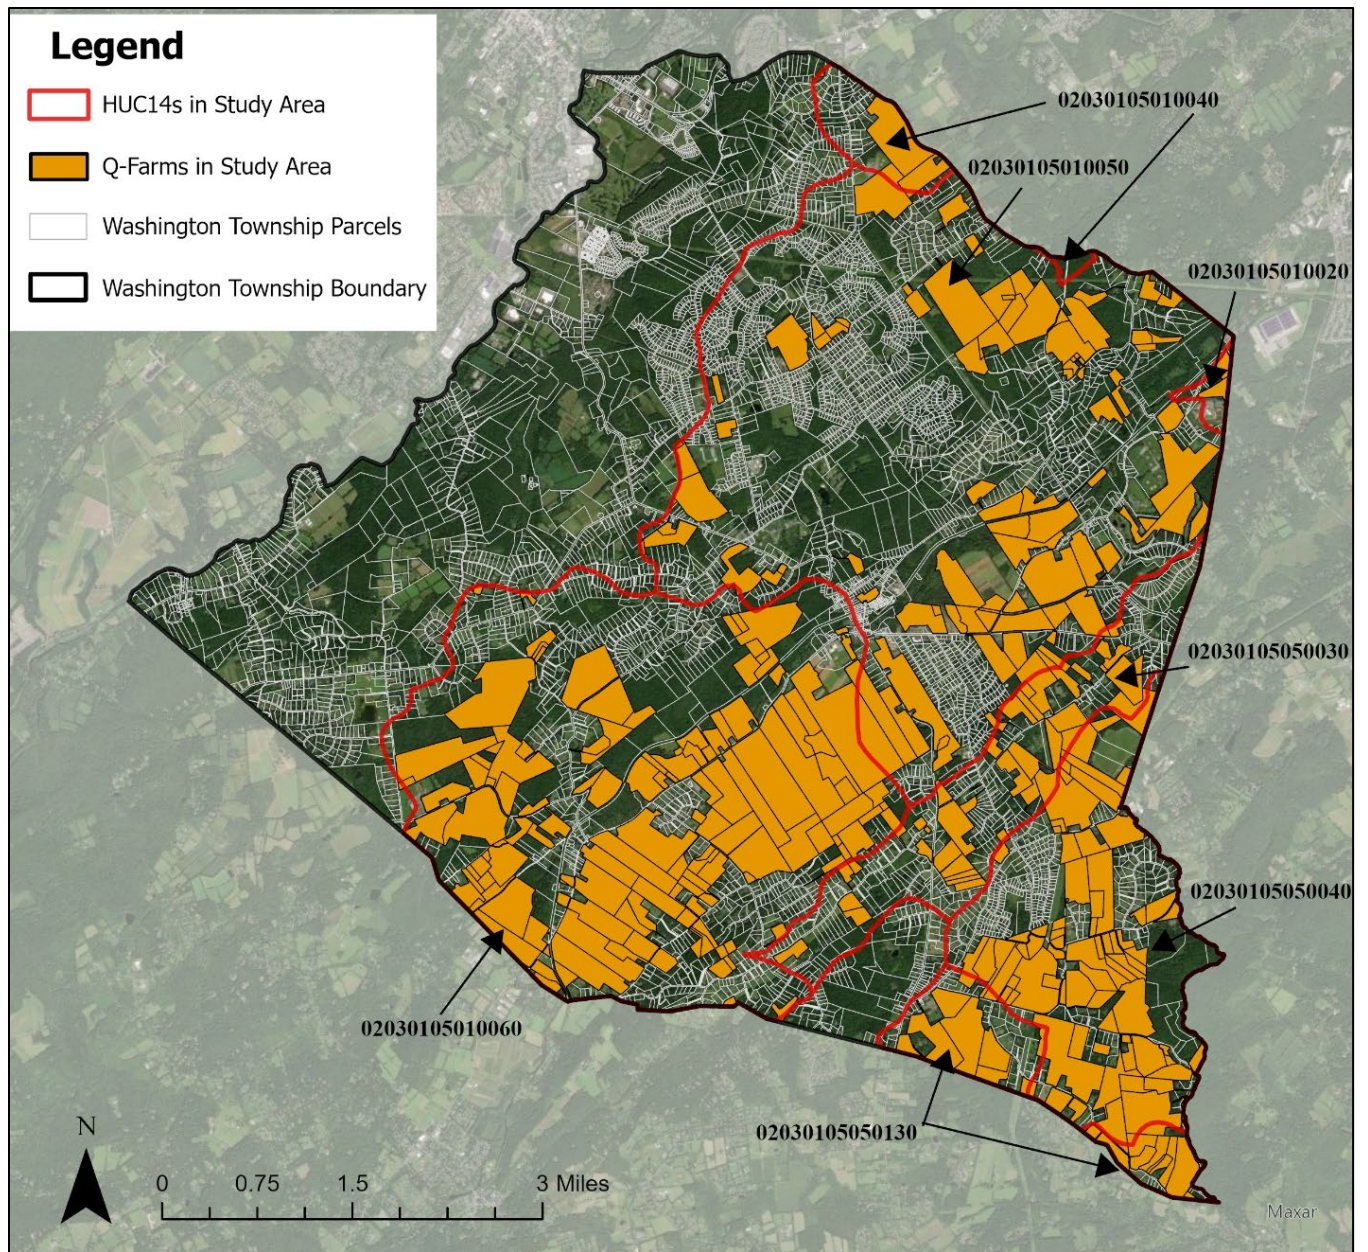 Legend
HUC14s in Study Area
Q-Farms in Study Area
Washington Township Parcels
Washington Township Boundary
02030105010040
02030105010050
02030105010020
02030105050030
02030105050040
02030105010060
02030105050130
N
0 0.75 1.5 3 Miles
Maxar